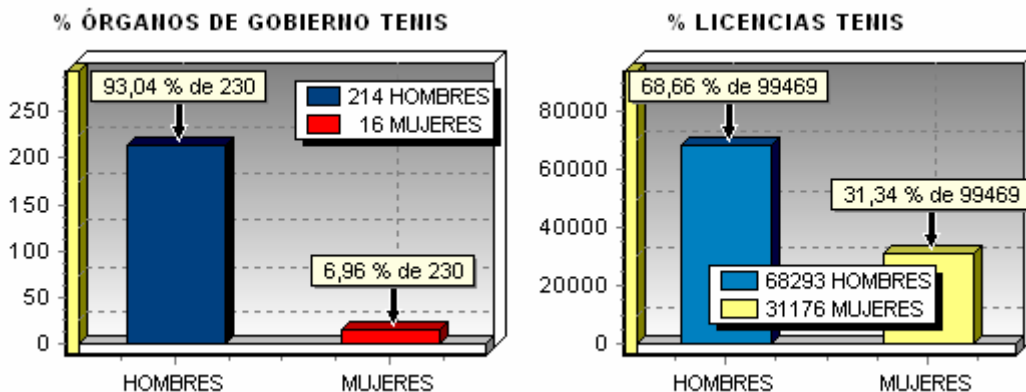 % ÓRGANOS DE GOBIERNO TENIS
93,04 % de 230
214 HOMBRES
16 MUJERES
6,96 % de 230
250
200
150
100
50
0
HOMBRES
MUJERES
% LICENCIAS TENIS
68,66 % de 99469
31,34 % de 99469
68293 HOMBRES
31176 MUJERES
80000
60000
40000
20000
0
HOMBRES
MUJERES